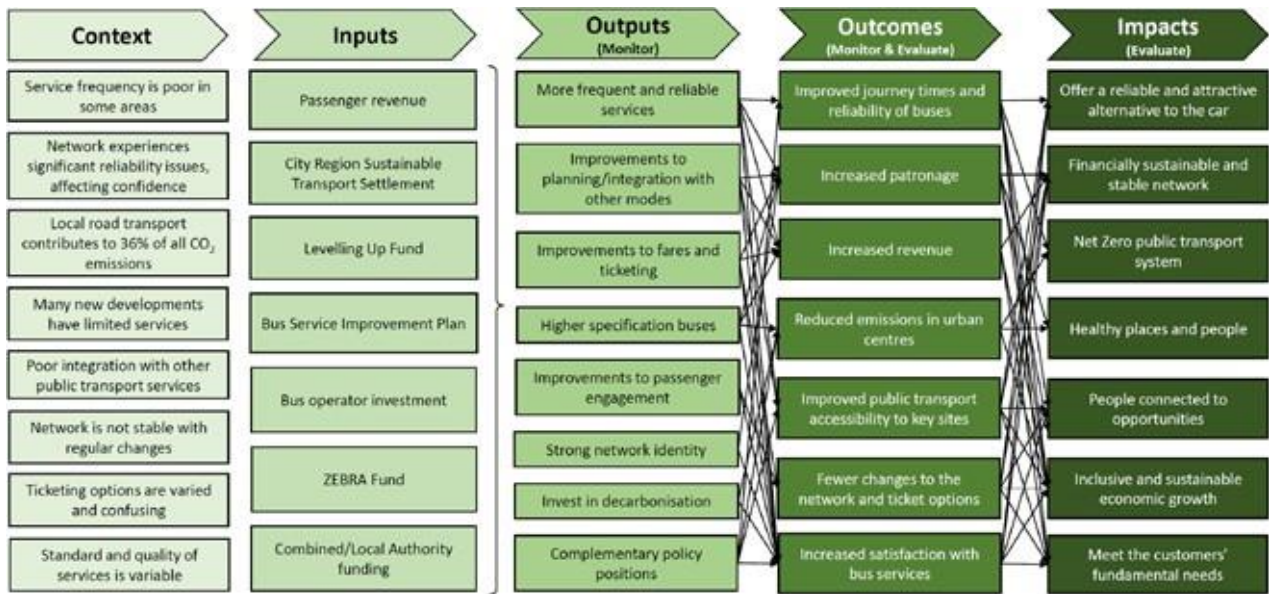 Context
Service frequency is poor in
some areas
Network experiences
significant reliability issues,
affecting confidence
Local road transport
contributes to 36% of all CO₂
emissions
Many new developments
have limited services
Poor integration with other
public transport services
Network is not stable with
regular changes
Ticketing options are varied
and confusing
Standard and quality of
services is variable
Inputs
Passenger revenue
City Region Sustainable
Transport Settlement
Levelling Up Fund
Bus Service Improvement Plan
Bus operator investment
ZEBRA Fund
Combined/Local Authority
funding
Outputs
(Monitor)
More frequent and reliable
services
Improvements to
planning/integration with
other modes
Improvements to fares and
ticketing
Higher specification buses
Improvements to passenger
engagement
Strong network identity
Invest in decarbonisation
Complementary policy
positions
Outcomes
(Monitor & Evaluate)
Improved journey times and
reliability of buses
Increased patronage
Increased revenue
Reduced emissions in urban
centres
Improved public transport
accessibility to key sites
Fewer changes to the
network and ticket options
Increased satisfaction with
bus services
Impacts
(Evaluate)
Offer a reliable and attractive
alternative to the car
Financially sustainable and
stable network
Net Zero public transport
system
Healthy places and people
People connected to
opportunities
Inclusive and sustainable
economic growth
Meet the customers'
fundamental needs